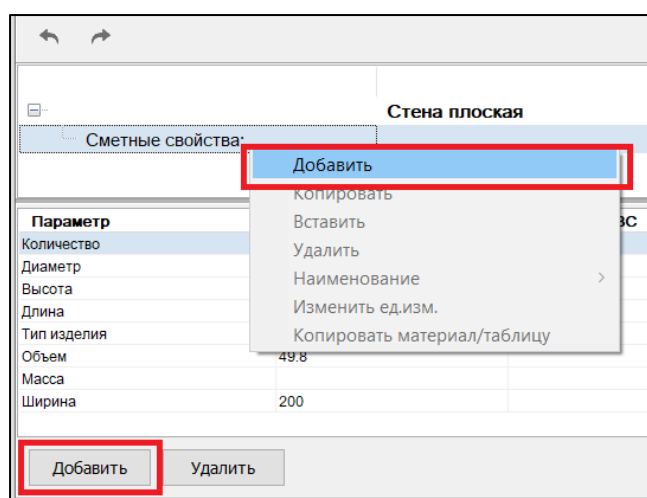 Стена плоская
Сметные свойства:
Добавить
Копировать
Вставить
Удалить
Наименование
Изменить ед.изм.
Копировать материал/таблицу
Параметр
ВС
Количество
Диаметр
Высота
Длина
Тип изделия
Объем 49.8
Масса
Ширина 200
Добавить Удалить